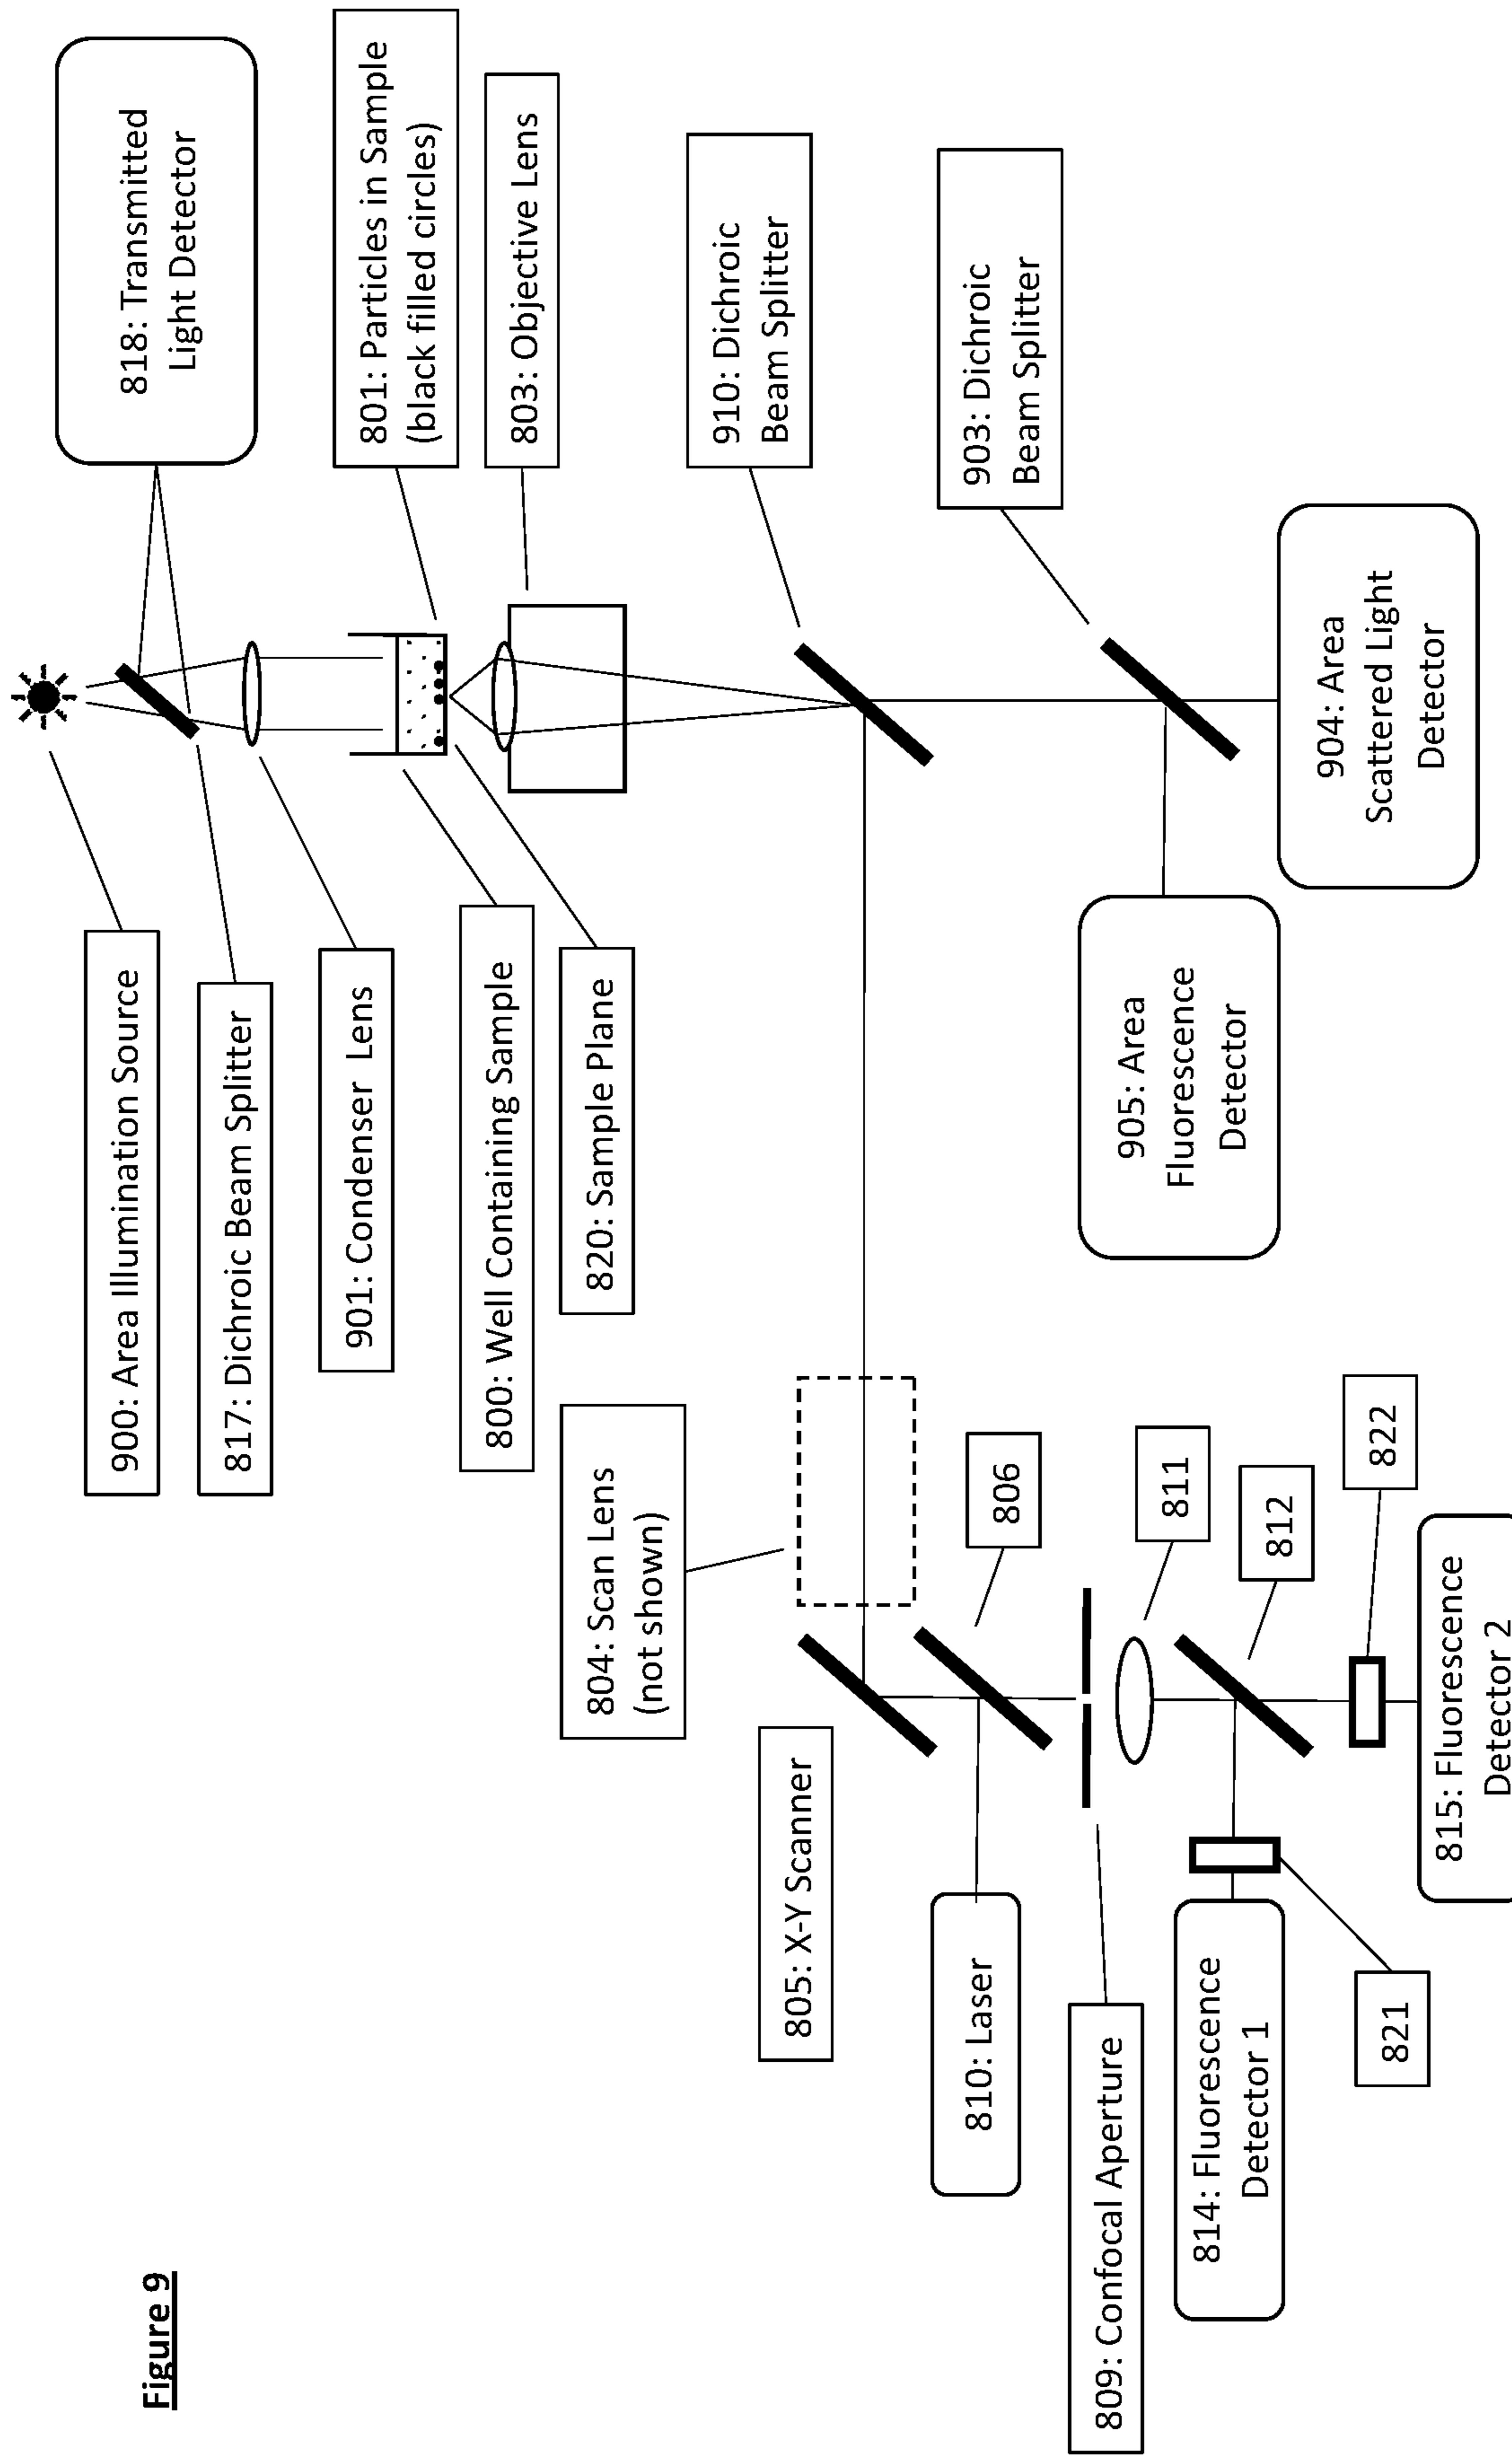 Figure 9
900: Area Illumination Source
817: Dichroic Beam Splitter
901: Condenser Lens
800: Well Containing Sample
820: Sample Plane
818: Transmitted
Light Detector
801: Particles in Sample
(black filled circles)
803: Objective Lens
910: Dichroic
Beam Splitter
903: Dichroic
Beam Splitter
804: Scan Lens
(not shown)
805: X-Y Scanner
806
810: Laser
809: Confocal Aperture
811
812
814: Fluorescence
Detector 1
821
822
815: Fluorescence
Detector 2
905: Area
Fluorescence
Detector
904: Area
Scattered Light
Detector